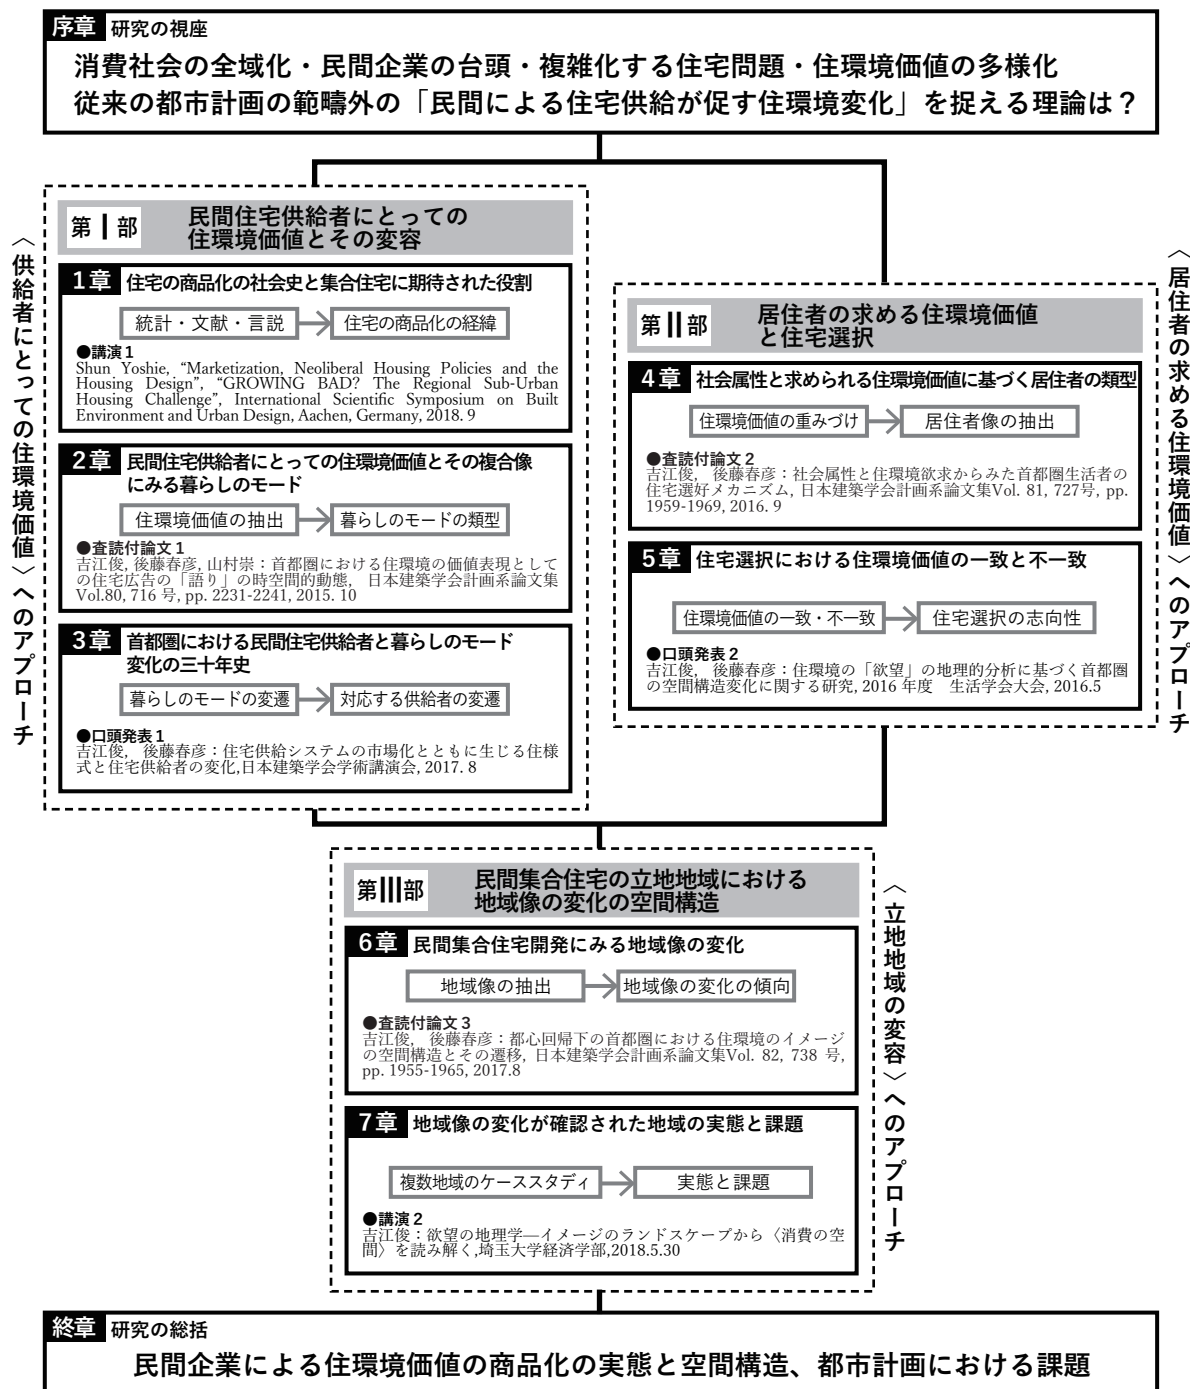 序章 研究の視座
消費社会の全域化・民間企業の台頭・複雑化する住宅問題・住環境価値の多様化
従来の都市計画の範疇外の「民間による住宅供給が促す住環境変化」を捉える理論は？
〈供給者にとっての住環境価値〉へのアプローチ
第Ⅰ部
民間住宅供給者にとっての
住環境価値とその変容
1章 住宅の商品化の社会史と集合住宅に期待された役割
統計・文献・言説
住宅の商品化の経緯
●講演1
Shun Yoshie, “Marketization, Neoliberal Housing Policies and the
Housing Design”, “GROWING BAD? The Regional Sub-Urban
Housing Challenge”, International Scientific Symposium on Built
Environment and Urban Design, Aachen, Germany, 2018. 9
2章 民間住宅供給者にとっての住環境価値とその複合像
にみる暮らしのモード
住環境価値の抽出
暮らしのモードの類型
●査読付論文1
吉江俊, 後藤春彦, 山村崇：首都圏における住環境の価値表現として
の住宅広告の「語り」の時空間的動態, 日本建築学会計画系論文集
Vol.80, 716 号, pp. 2231-2241, 2015. 10
3章 首都圏における民間住宅供給者と暮らしのモード
変化の三十年史
暮らしのモードの変遷
対応する供給者の変遷
●口頭発表1
吉江俊, 後藤春彦：住宅供給システムの市場化とともに生じる住様
式と住宅供給者の変化,日本建築学会学術講演会, 2017. 8
〈居住者の求める住環境価値〉へのアプローチ
第Ⅱ部
居住者の求める住環境価値
と住宅選択
4章 社会属性と求められる住環境価値に基づく居住者の類型
住環境価値の重みづけ
居住者像の抽出
●査読付論文2
吉江俊, 後藤春彦：社会属性と住環境欲求からみた首都圏生活者の
住宅選好メカニズム, 日本建築学会計画系論文集Vol. 81, 727号, pp.
1959-1969, 2016. 9
5章 住宅選択における住環境価値の一致と不一致
住環境価値の一致・不一致
住宅選択の志向性
●口頭発表2
吉江俊, 後藤春彦：住環境の「欲望」の地理的分析に基づく首都圏
の空間構造変化に関する研究, 2016 年度 生活学会大会, 2016.5
第Ⅲ部
民間集合住宅の立地地域における
地域像の変化の空間構造
6章 民間集合住宅開発にみる地域像の変化
地域像の抽出
地域像の変化の傾向
●査読付論文3
吉江俊, 後藤春彦：都心回帰下の首都圏における住環境のイメージ
の空間構造とその遷移, 日本建築学会計画系論文集Vol. 82, 738 号,
pp. 1955-1965, 2017.8
7章 地域像の変化が確認された地域の実態と課題
複数地域のケーススタディ
実態と課題
●講演2
吉江俊：欲望の地理学―イメージのランドスケープから〈消費の空
間〉を読み解く,埼玉大学経済学部,2018.5.30
〈立地地域の変容〉へのアプローチ
終章 研究の総括
民間企業による住環境価値の商品化の実態と空間構造、都市計画における課題